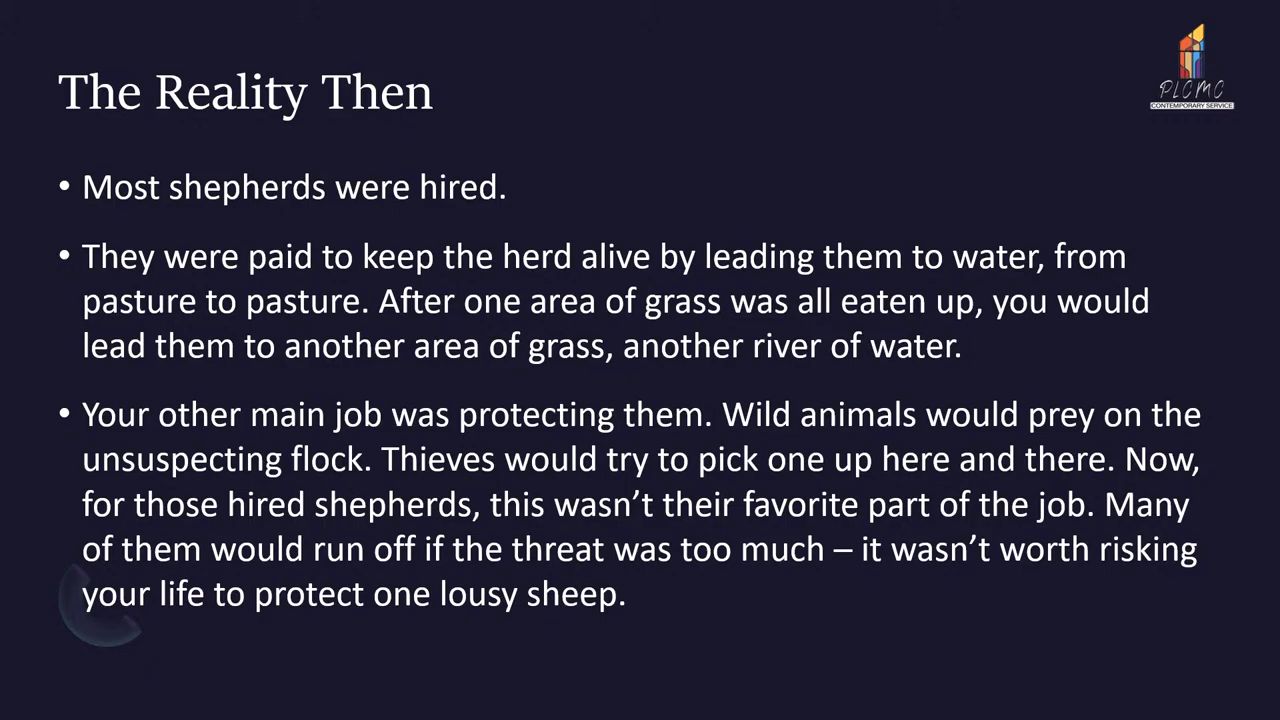 The Reality Then
PLCMC
CONTEMPORARY SERVICE
• Most shepherds were hired.
• They were paid to keep the herd alive by leading them to water, from
pasture to pasture. After one area of grass was all eaten up, you would
lead them to another area of grass, another river of water.
• Your other main job was protecting them. Wild animals would prey on the
unsuspecting flock. Thieves would try to pick one up here and there. Now,
for those hired shepherds, this wasn’t their favorite part of the job. Many
of them would run off if the threat was too much – it wasn’t worth risking
your life to protect one lousy sheep.